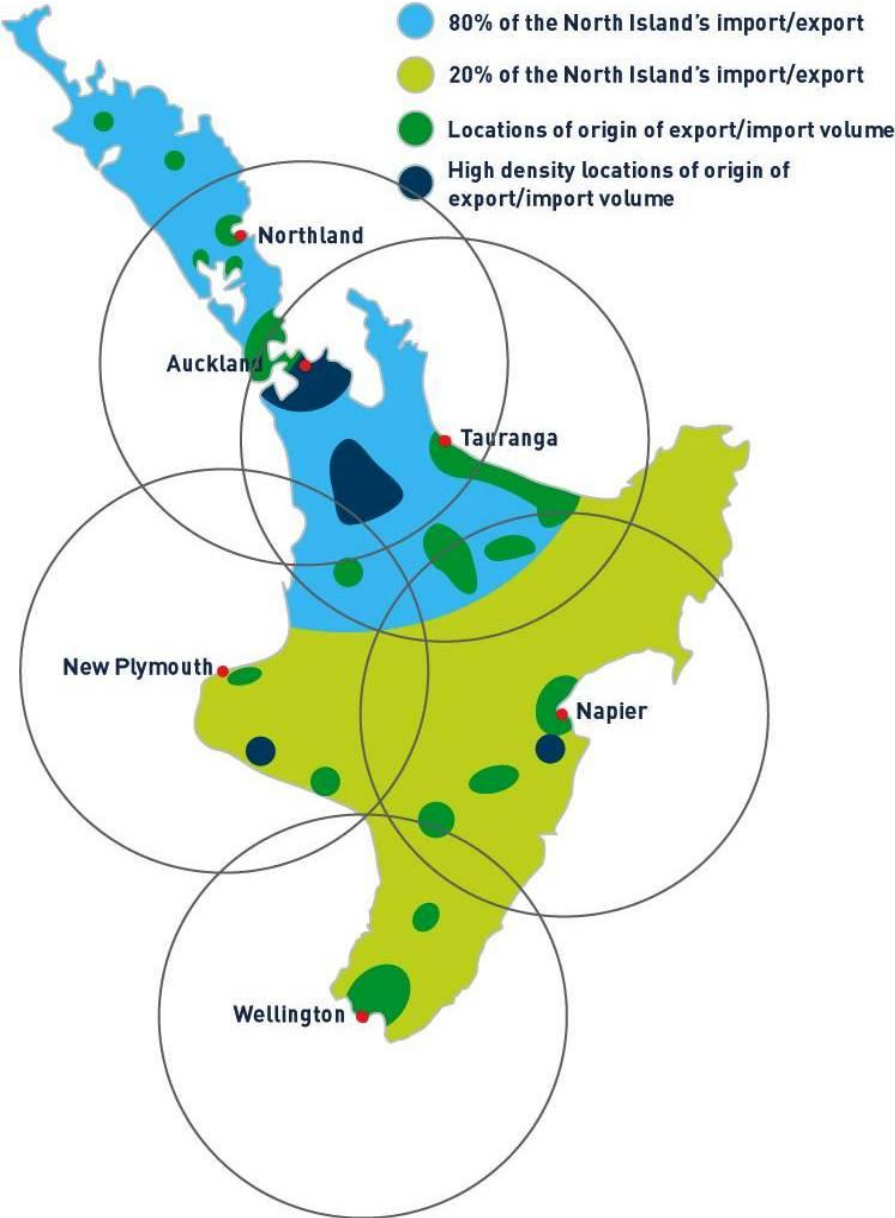 80% of the North Island's import/export
20% of the North Island's import/export
Locations of origin of export/import volume
High density locations of origin of
export/import volume
Northland
Auckland
Tauranga
New Plymouth
Napier
Wellington